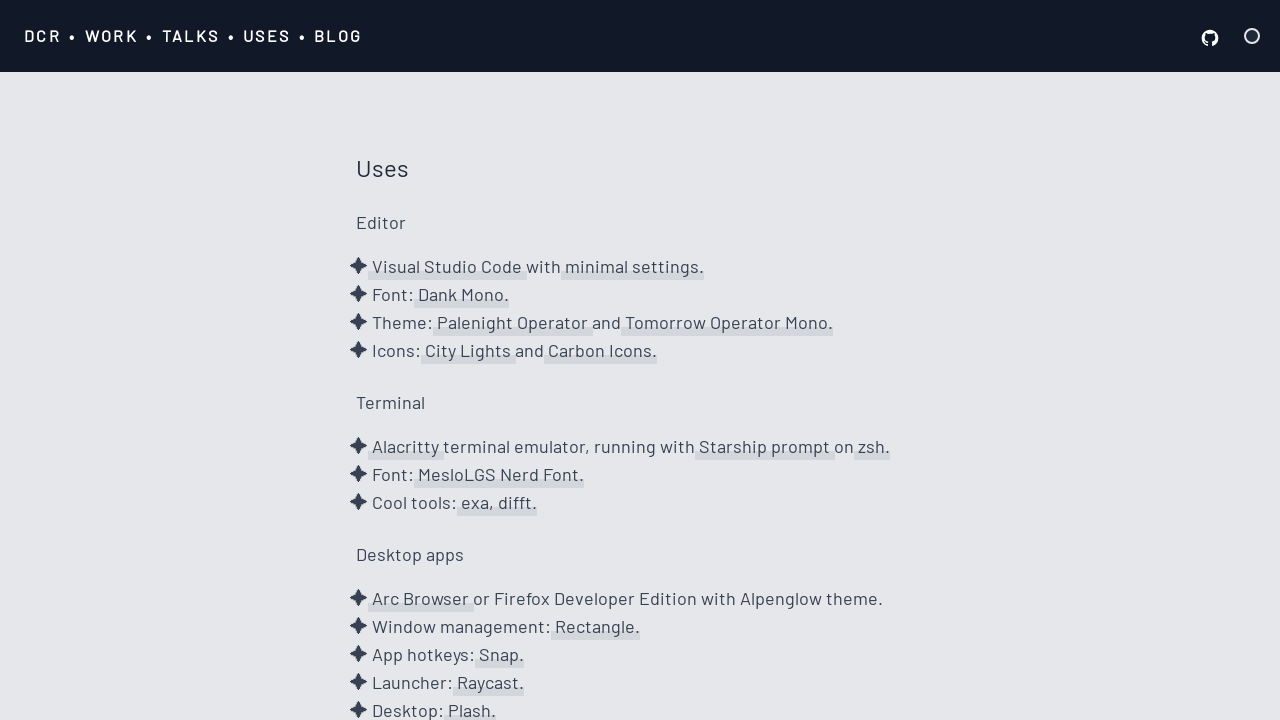 DCR • WORK • TALKS • USES • BLOG
Uses
Editor
Visual Studio Code with minimal settings.
Font: Dank Mono.
Theme: Palenight Operator and Tomorrow Operator Mono.
Icons: City Lights and Carbon Icons.
Terminal
Alacritty terminal emulator, running with Starship prompt on zsh.
Font: MesloLGS Nerd Font.
Cool tools: exa, difft.
Desktop apps
Arc Browser or Firefox Developer Edition with Alpenglow theme.
Window management: Rectangle.
App hotkeys: Snap.
Launcher: Raycast.
Desktop: Plash.